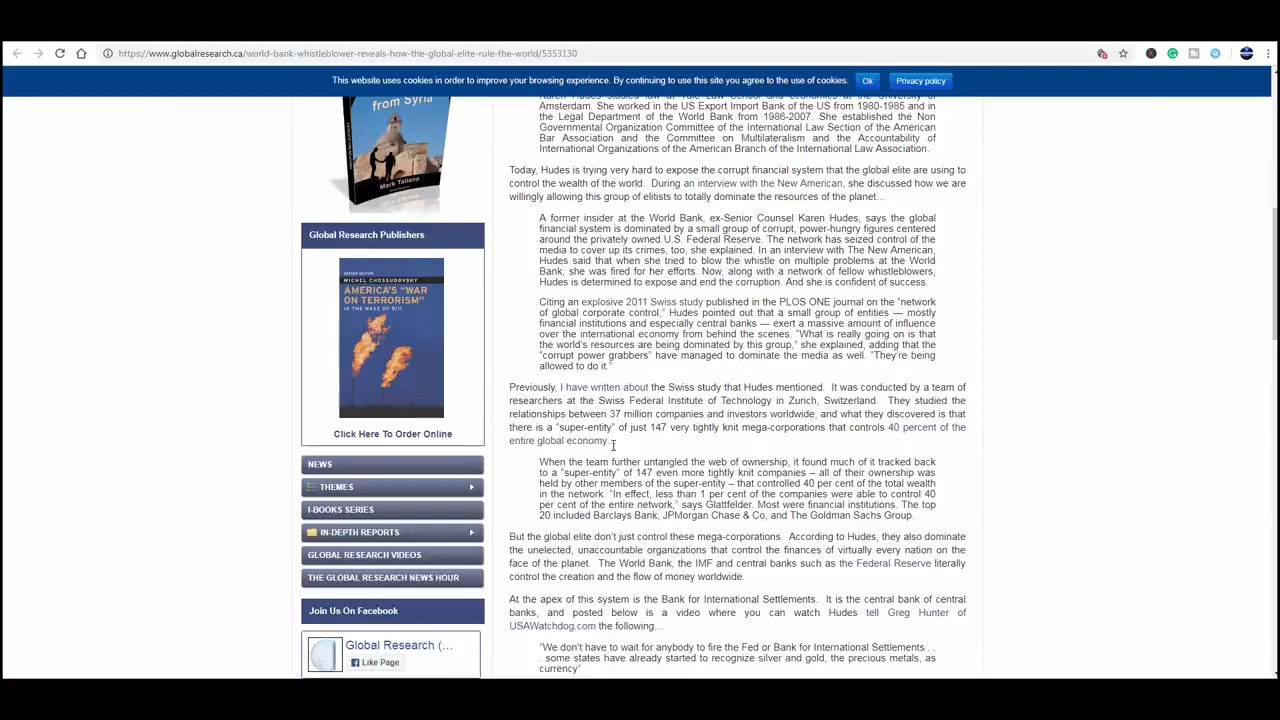 https://www.globalresearch.ca/world-bank-whistleblower-reveals-how-the-global-elite-rule-the-world/5353130
This website uses cookies in order to improve your browsing experience. By continuing to use this site you agree to the use of cookies.
Ok
Privacy policy
from Syria
Mark Taliano
Global Research Publishers
MICHEL CHOSSUDOVSKY
AMERICA'S "WAR
ON TERRORISM"
IN THE WAKE OF 9/11
Click Here To Order Online
NEWS
THEMES
I-BOOKS SERIES
IN-DEPTH REPORTS
GLOBAL RESEARCH VIDEOS
THE GLOBAL RESEARCH NEWS HOUR
Join Us On Facebook
Global Research (...
Like Page
Karen Hudes studied law at Yale Law School and economics at the University of
Amsterdam. She worked in the US Export Import Bank of the US from 1980-1985 and in
the Legal Department of the World Bank from 1986-2007. She established the Non
Governmental Organization Committee of the International Law Section of the American
Bar Association and the Committee on Multilateralism and the Accountability of
International Organizations of the American Branch of the International Law Association.
Today, Hudes is trying very hard to expose the corrupt financial system that the global elite are using to
control the wealth of the world. During an interview with the New American, she discussed how we are
willingly allowing this group of elitists to totally dominate the resources of the planet…
A former insider at the World Bank, ex-Senior Counsel Karen Hudes, says the global
financial system is dominated by a small group of corrupt, power-hungry figures centered
around the privately owned U.S. Federal Reserve. The network has seized control of the
media to cover up its crimes, too, she explained. In an interview with The New American,
Hudes said that when she tried to blow the whistle on multiple problems at the World
Bank, she was fired for her efforts. Now, along with a network of fellow whistleblowers,
Hudes is determined to expose and end the corruption. And she is confident of success.
Citing an explosive 2011 Swiss study published in the PLOS ONE journal on the "network
of global corporate control," Hudes pointed out that a small group of entities — mostly
financial institutions and especially central banks — exert a massive amount of influence
over the international economy from behind the scenes. "What is really going on is that
the world's resources are being dominated by this group," she explained, adding that the
"corrupt power grabbers" have managed to dominate the media as well. "They're being
allowed to do it."
Previously, I have written about the Swiss study that Hudes mentioned. It was conducted by a team of
researchers at the Swiss Federal Institute of Technology in Zurich, Switzerland. They studied the
relationships between 37 million companies and investors worldwide, and what they discovered is that
there is a "super-entity" of just 147 very tightly knit mega-corporations that controls 40 percent of the
entire global economy…
When the team further untangled the web of ownership, it found much of it tracked back
to a "super-entity" of 147 even more tightly knit companies – all of their ownership was
held by other members of the super-entity – that controlled 40 per cent of the total wealth
in the network. "In effect, less than 1 per cent of the companies were able to control 40
per cent of the entire network," says Glattfelder. Most were financial institutions. The top
20 included Barclays Bank, JPMorgan Chase & Co, and The Goldman Sachs Group.
But the global elite don't just control these mega-corporations. According to Hudes, they also dominate
the unelected, unaccountable organizations that control the finances of virtually every nation on the
face of the planet. The World Bank, the IMF and central banks such as the Federal Reserve literally
control the creation and the flow of money worldwide.
At the apex of this system is the Bank for International Settlements. It is the central bank of central
banks, and posted below is a video where you can watch Hudes tell Greg Hunter of
USAWatchdog.com the following…
"We don't have to wait for anybody to fire the Fed or Bank for International Settlements . .
. some states have already started to recognize silver and gold, the precious metals, as
currency"